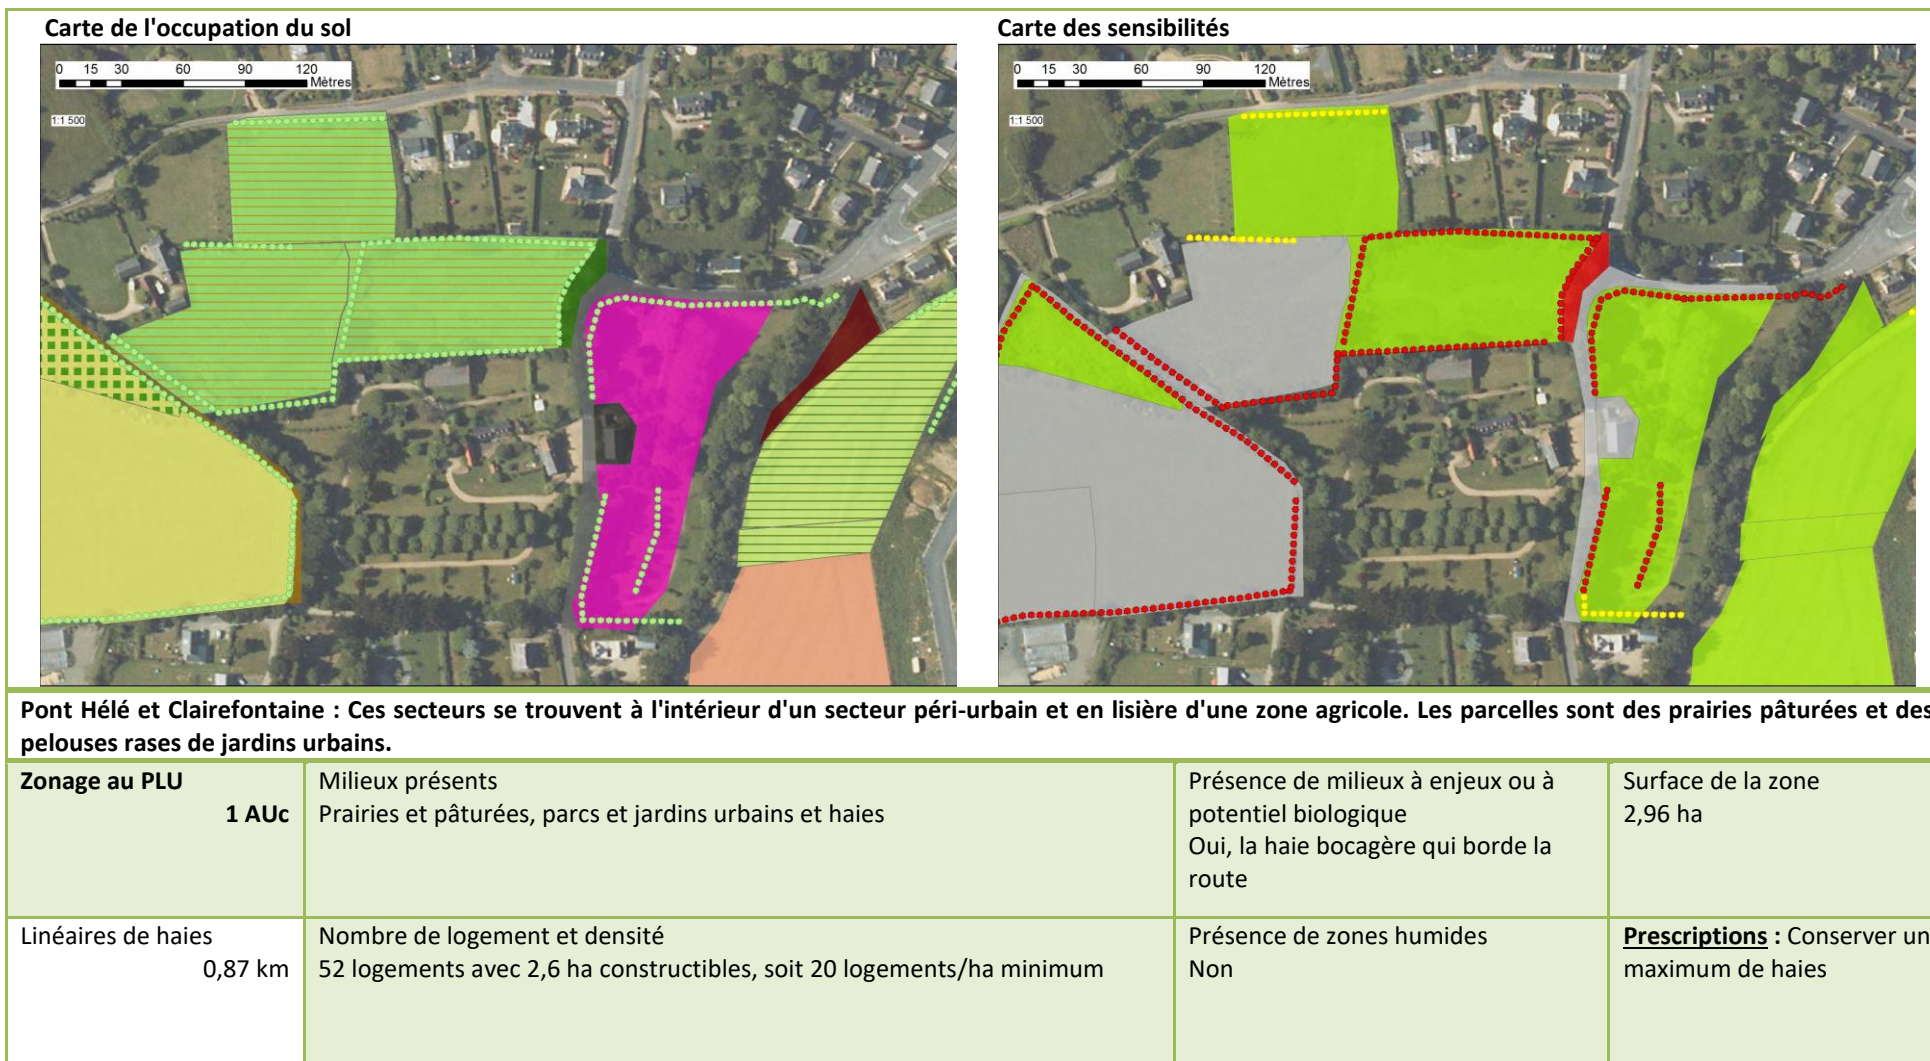 Carte de l'occupation du sol
Carte des sensibilités
0 15 30 60 90 120
Mètres
1:1 500
0 15 30 60 90 120
Mètres
1:1 500
Pont Hélé et Clairefontaine : Ces secteurs se trouvent à l'intérieur d'un secteur péri-urbain et en lisière d'une zone agricole. Les parcelles sont des prairies pâturées et des
pelouses rases de jardins urbains.
Zonage au PLU
1 AUc
Milieux présents
Prairies et pâturées, parcs et jardins urbains et haies
Présence de milieux à enjeux ou à
potentiel biologique
Oui, la haie bocagère qui borde la
route
Surface de la zone
2,96 ha
Linéaires de haies
0,87 km
Nombre de logement et densité
52 logements avec 2,6 ha constructibles, soit 20 logements/ha minimum
Présence de zones humides
Non
Prescriptions : Conserver un
maximum de haies